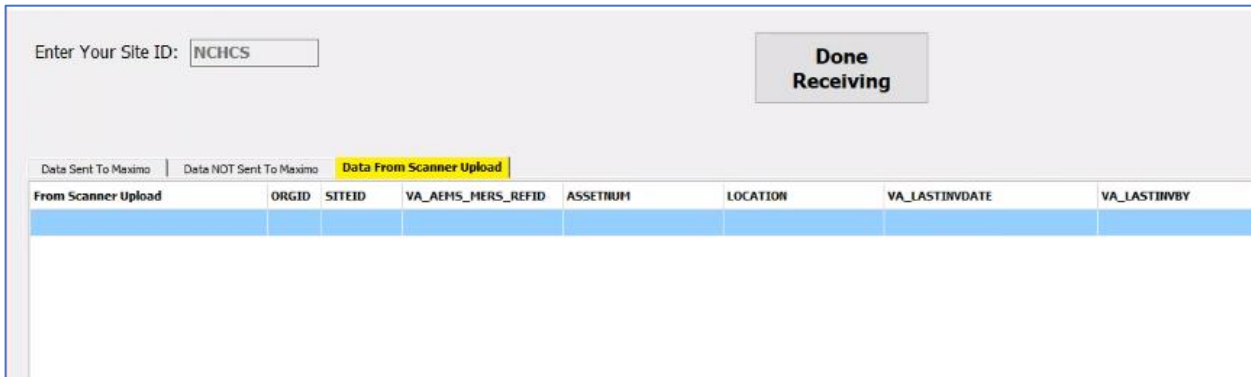 Enter Your Site ID: NCHCS
Done
Receiving
Data Sent To Maximo Data NOT Sent To Maximo Data From Scanner Upload
From Scanner Upload ORGID SITEID VA_AEMS_MERS_REFID ASSETNUM LOCATION VA_LASTINVDATE VA_LASTINVBY